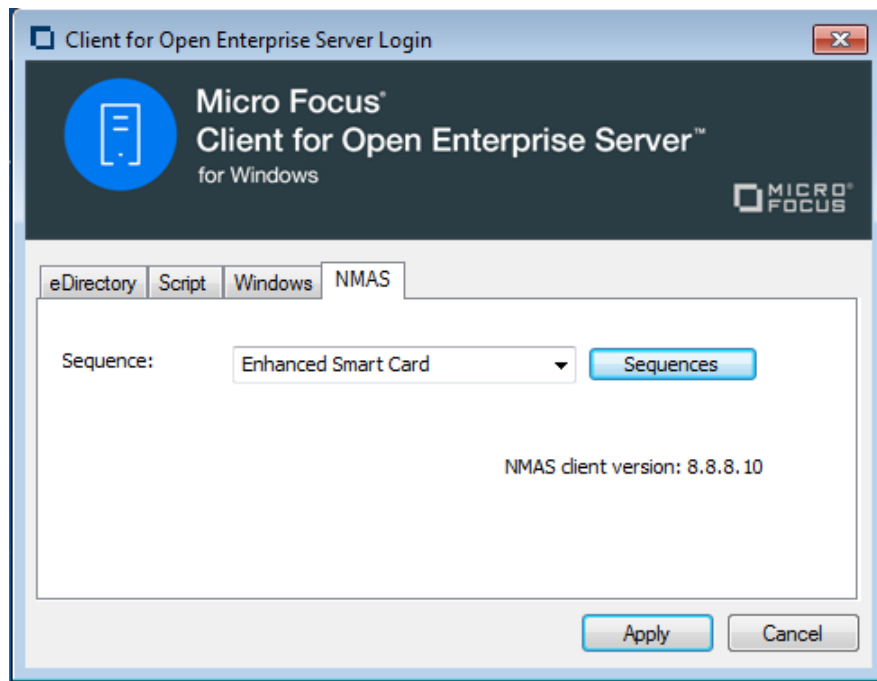 Client for Open Enterprise Server Login
Micro Focus®
Client for Open Enterprise Server™
for Windows
MICRO®
FOCUS
eDirectory Script Windows NMAS
Sequence: Enhanced Smart Card Sequences
NMAS client version: 8.8.8.10
Apply Cancel